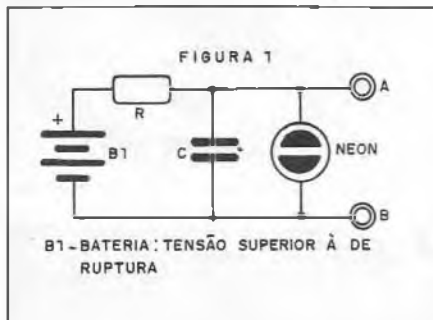 FIGURA 1
A
+
R
B1
C
NEON
B
B1-BATERIA: TENSÃO SUPERIOR À DE
RUPTURA